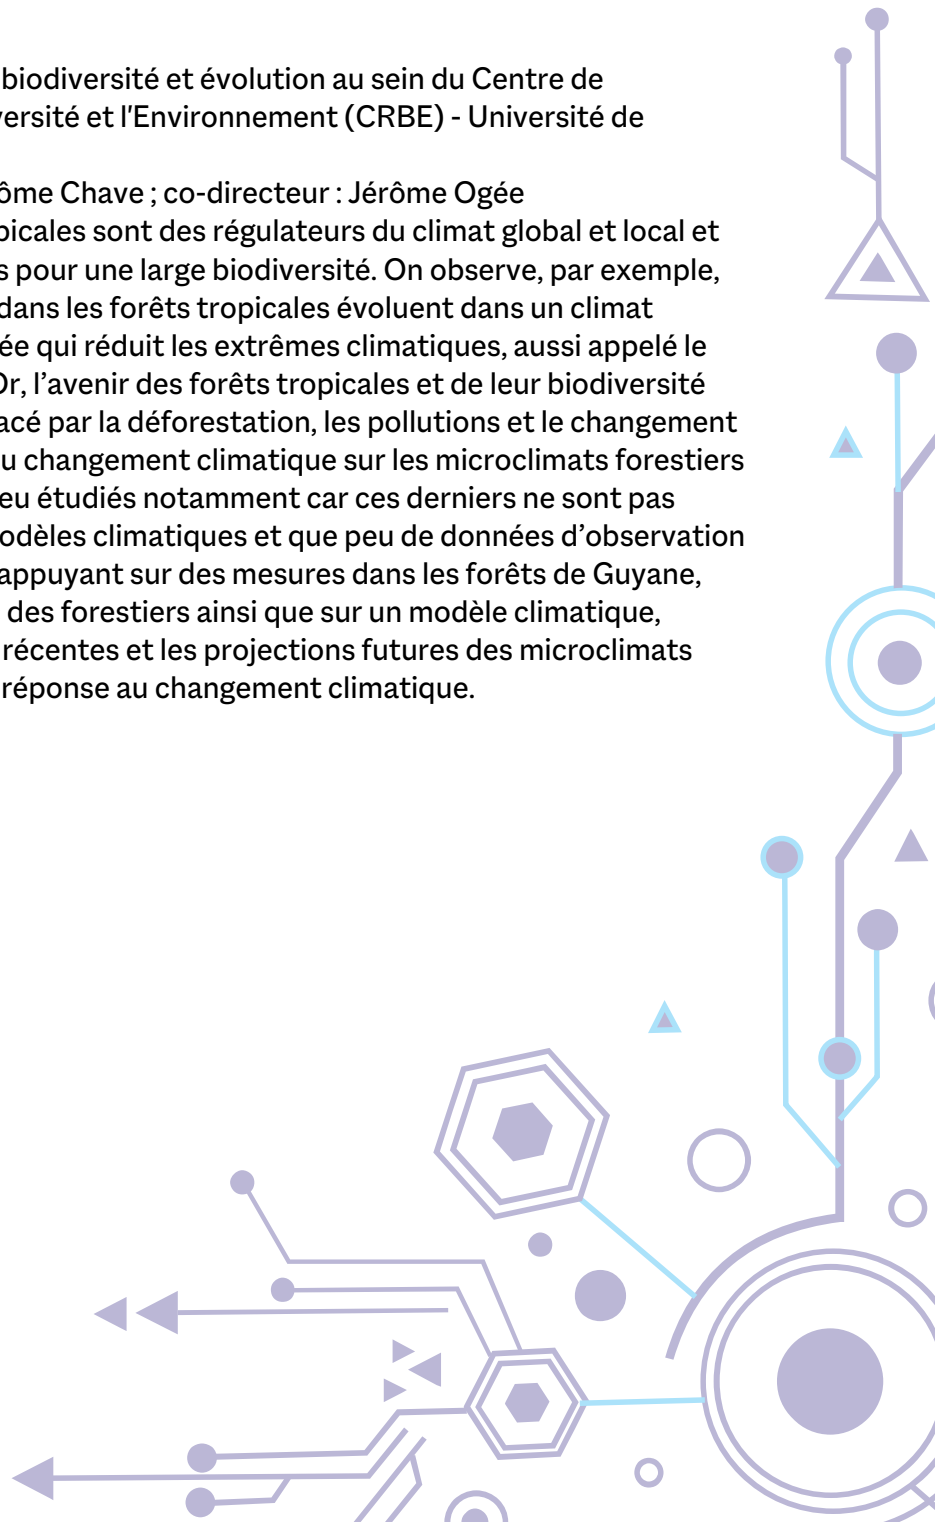 biodiversité et évolution au sein du Centre de
versité et l'Environnement (CRBE) - Université de
ôme Chave ; co-directeur : Jérôme Ogée
picales sont des régulateurs du climat global et local et
s pour une large biodiversité. On observe, par exemple,
dans les forêts tropicales évoluent dans un climat
ée qui réduit les extrêmes climatiques, aussi appelé le
Or, l’avenir des forêts tropicales et de leur biodiversité
acé par la déforestation, les pollutions et le changement
u changement climatique sur les microclimats forestiers
eu étudiés notamment car ces derniers ne sont pas
odèles climatiques et que peu de données d’observation
appuyant sur des mesures dans les forêts de Guyane,
des forestiers ainsi que sur un modèle climatique,
récentes et les projections futures des microclimats
réponse au changement climatique.